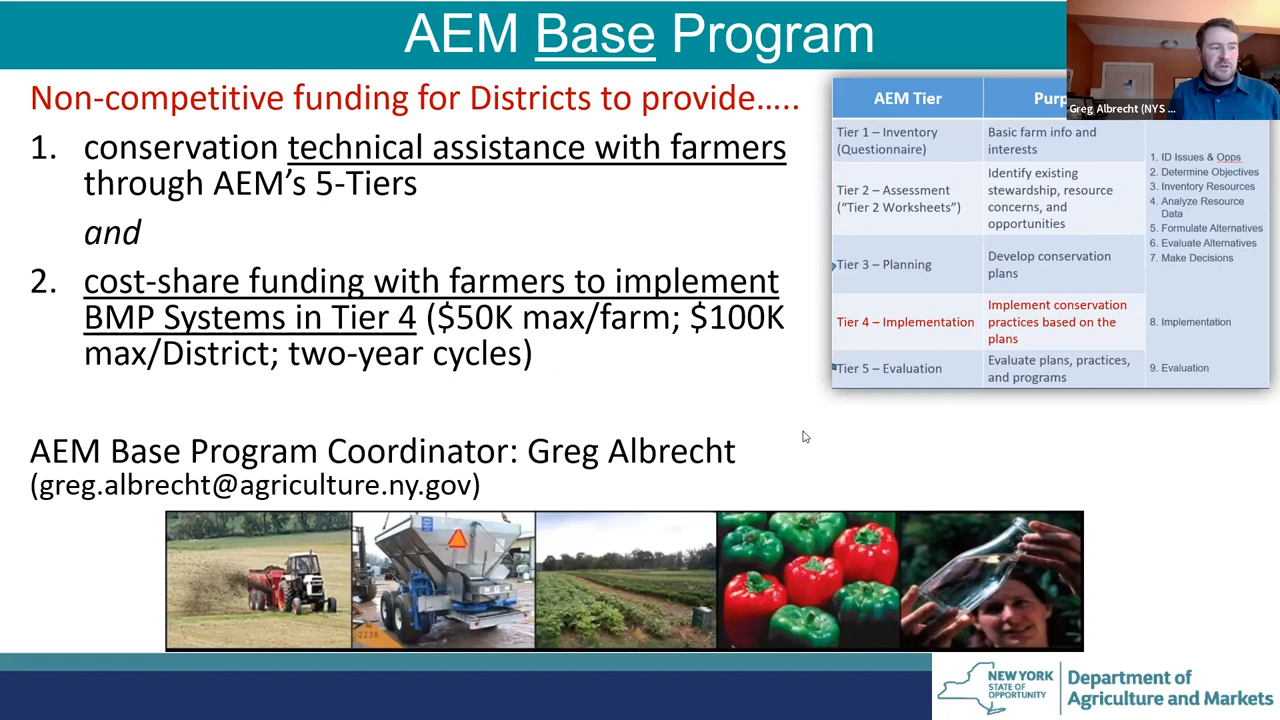 AEM Base Program
Non-competitive funding for Districts to provide…..
1. conservation technical assistance with farmers
through AEM’s 5-Tiers
and
2. cost-share funding with farmers to implement
BMP Systems in Tier 4 ($50K max/farm; $100K
max/District; two-year cycles)
AEM Base Program Coordinator: Greg Albrecht
(greg.albrecht@agriculture.ny.gov)
Greg Albrecht (NYS ...
AEM Tier
Tier 1 – Inventory
(Questionnaire)
Basic farm info and
interests
Tier 2 – Assessment
(“Tier 2 Worksheets”)
Identify existing
stewardship, resource
concerns, and
opportunities
Tier 3 – Planning
Develop conservation
plans
Tier 4 – Implementation
Implement conservation
practices based on the
plans
Tier 5 – Evaluation
Evaluate plans, practices,
and programs
1. ID Issues & Opps
2. Determine Objectives
3. Inventory Resources
4. Analyze Resource
Data
5. Formulate Alternatives
6. Evaluate Alternatives
7. Make Decisions
8. Implementation
9. Evaluation
2238
NEW YORK
STATE OF
OPPORTUNITY
Department of
Agriculture and Markets